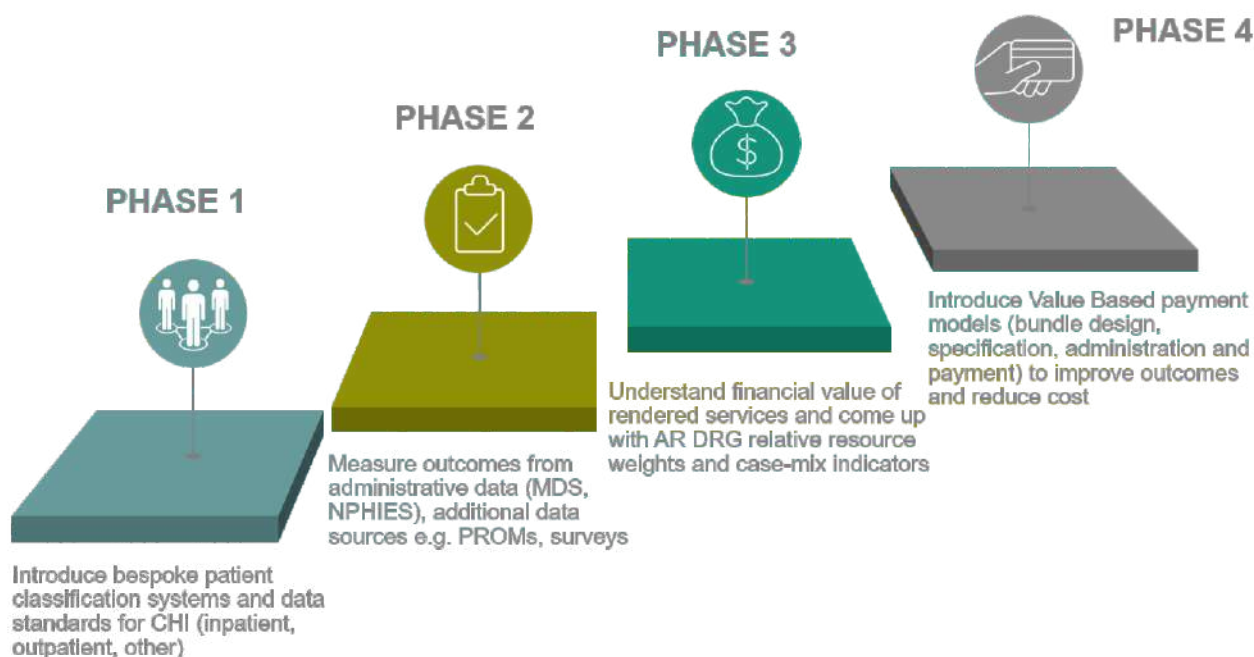 PHASE 1
Introduce bespoke patient
classification systems and data
standards for CHI (inpatient,
outpatient, other)
PHASE 2
Measure outcomes from
administrative data (MDS,
NPHIES), additional data
sources e.g. PROMs, surveys
PHASE 3
$
Understand financial value of
rendered services and come up
with AR DRG relative resource
weights and case-mix indicators
PHASE 4
Introduce Value Based payment
models (bundle design,
specification, administration and
payment) to improve outcomes
and reduce cost